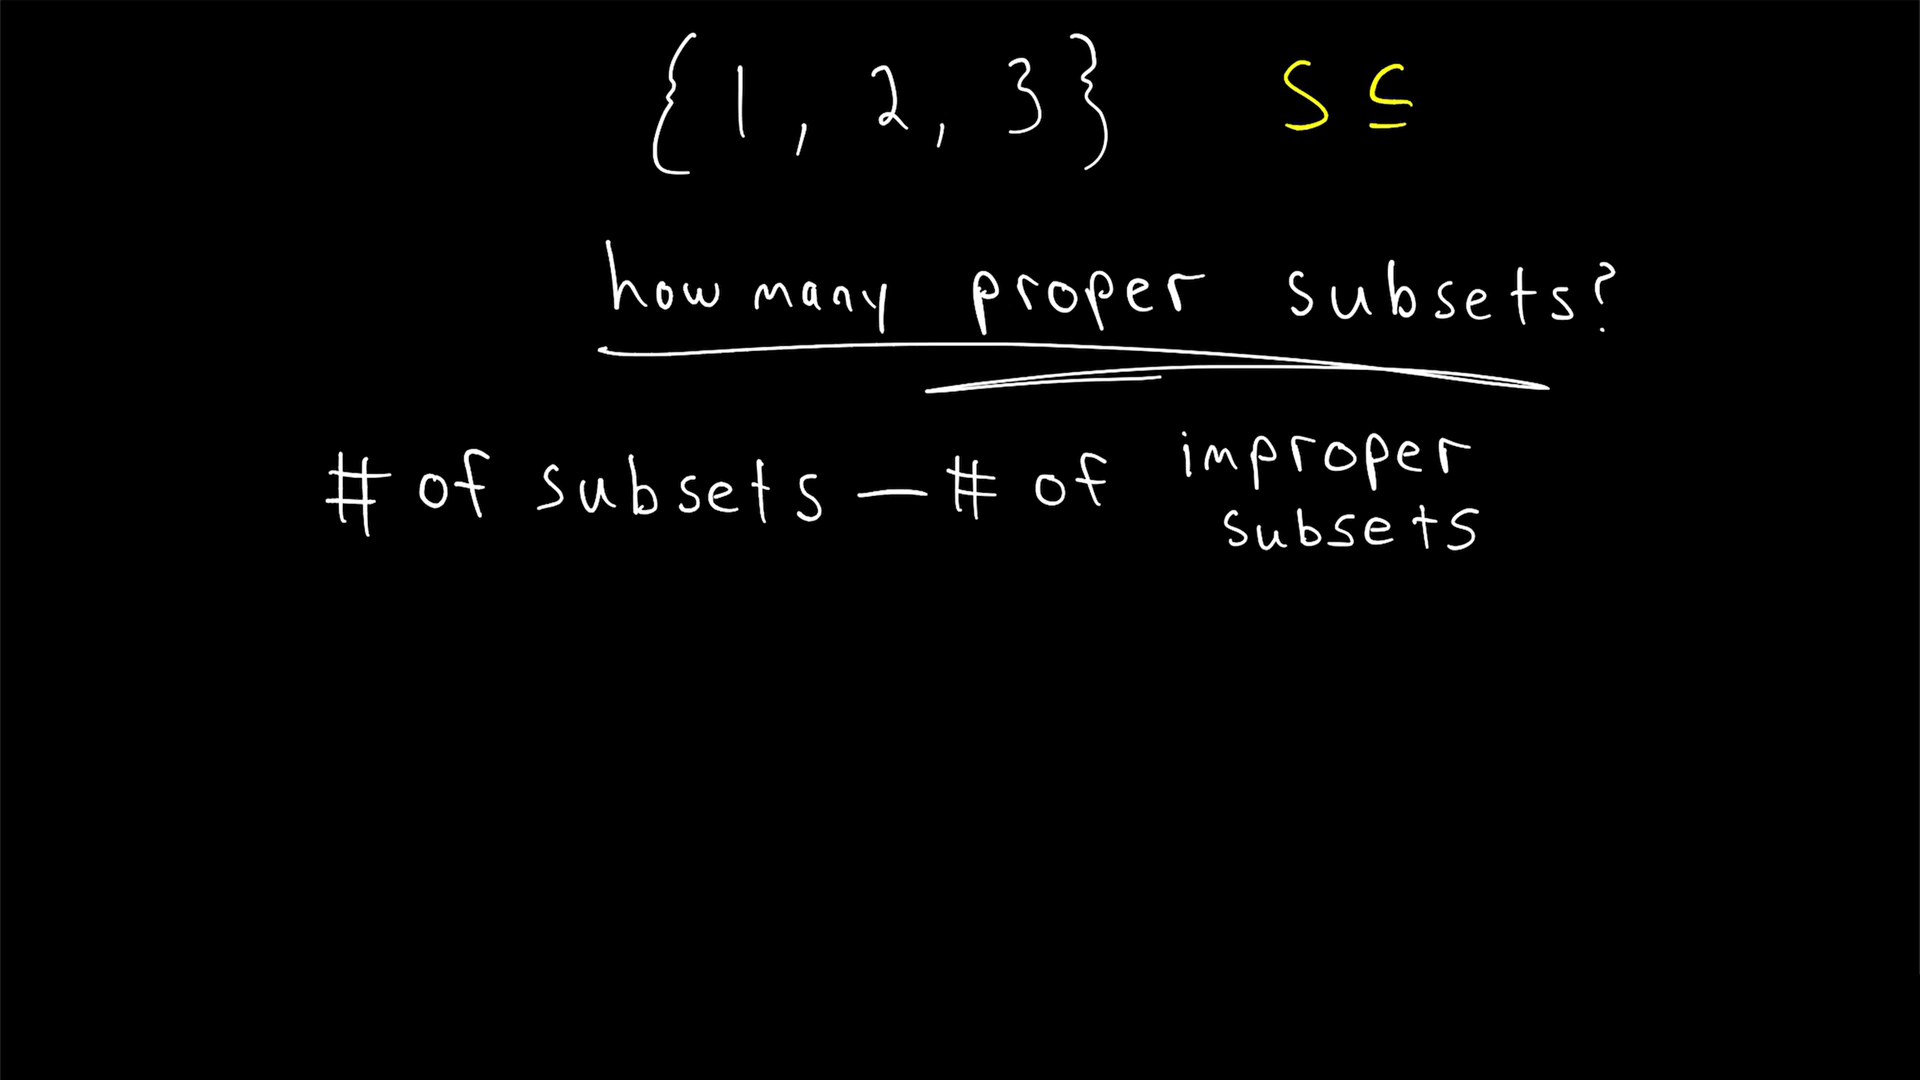 {1, 2, 3} S ⊆
how many proper subsets?
# of subsets – # of improper
subsets